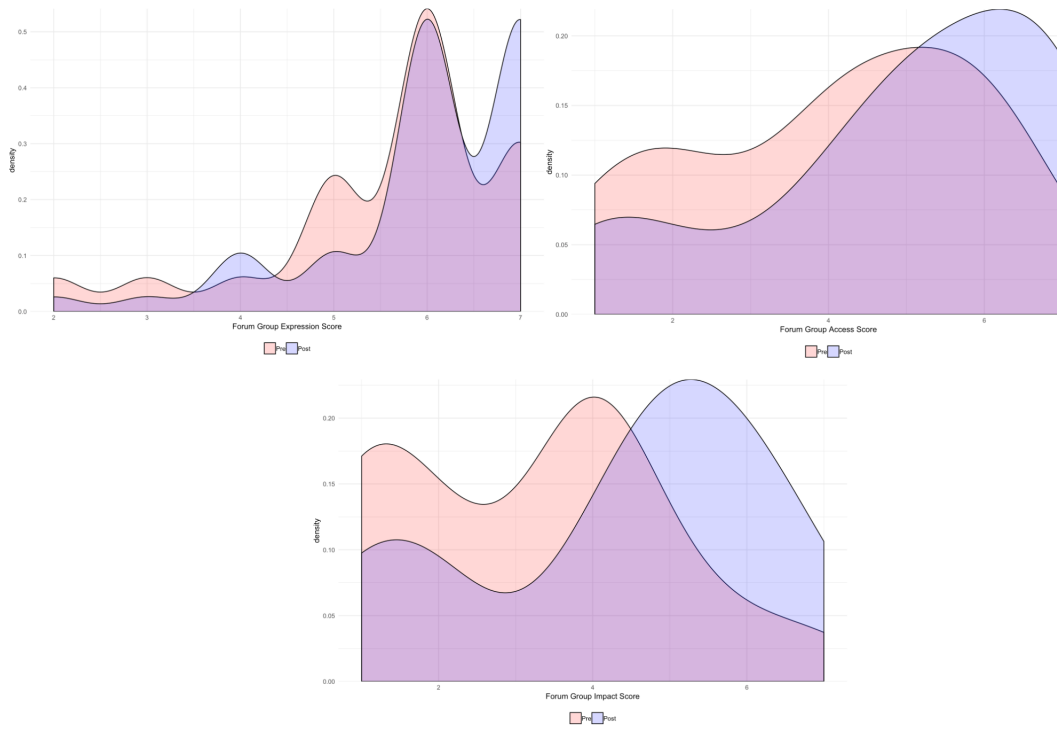 density
0.5
0.4
0.3
0.2
0.1
0.0
2 3 4 5 6 7
Forum Group Expression Score
Pre Post
density
0.20
0.15
0.10
0.05
0.00
2 4 6
Forum Group Access Score
Pre Post
density
0.20
0.15
0.10
0.05
0.00
2 4 6
Forum Group Impact Score
Pre Post